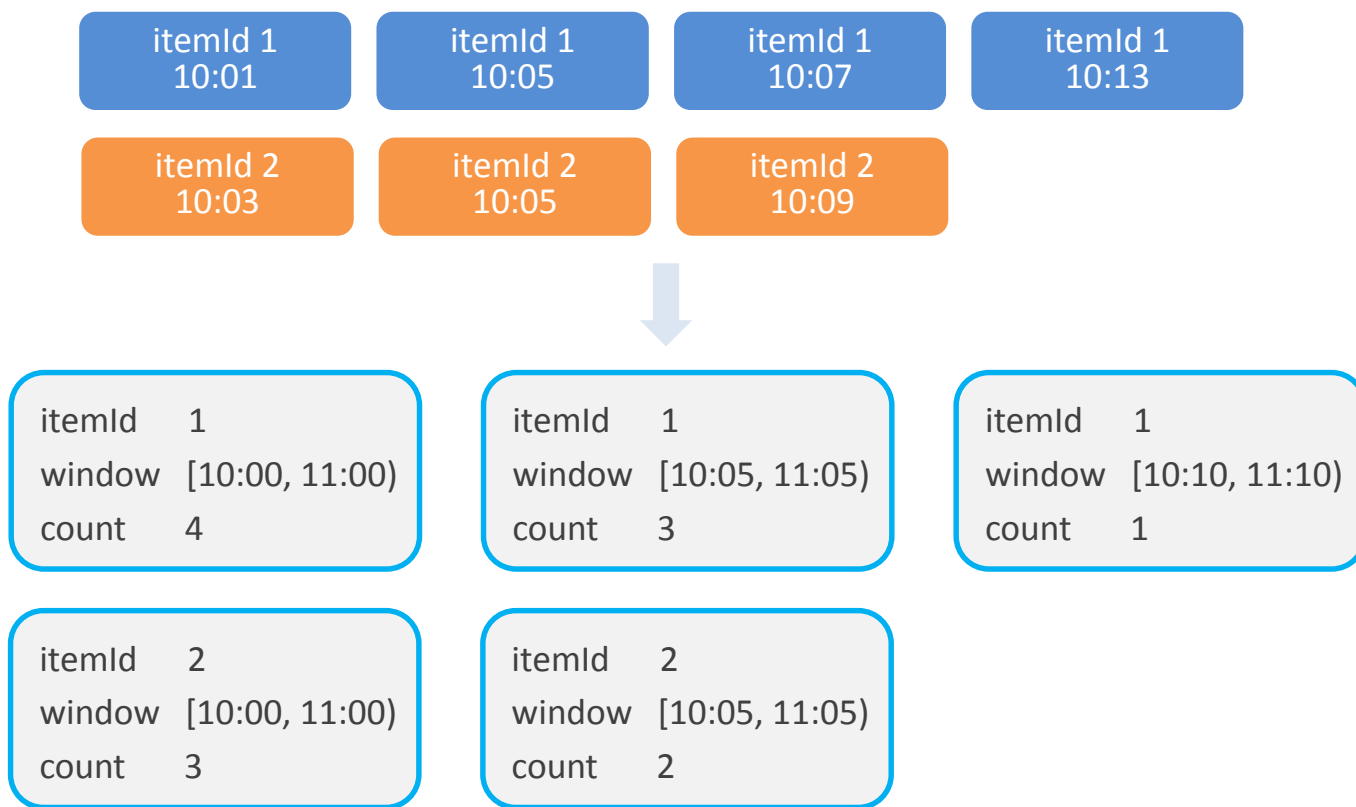 itemId 1
10:01
itemId 1
10:05
itemId 1
10:07
itemId 1
10:13
itemId 2
10:03
itemId 2
10:05
itemId 2
10:09
itemId 1
window [10:00, 11:00)
count 4
itemId 1
window [10:05, 11:05)
count 3
itemId 1
window [10:10, 11:10)
count 1
itemId 2
window [10:00, 11:00)
count 3
itemId 2
window [10:05, 11:05)
count 2